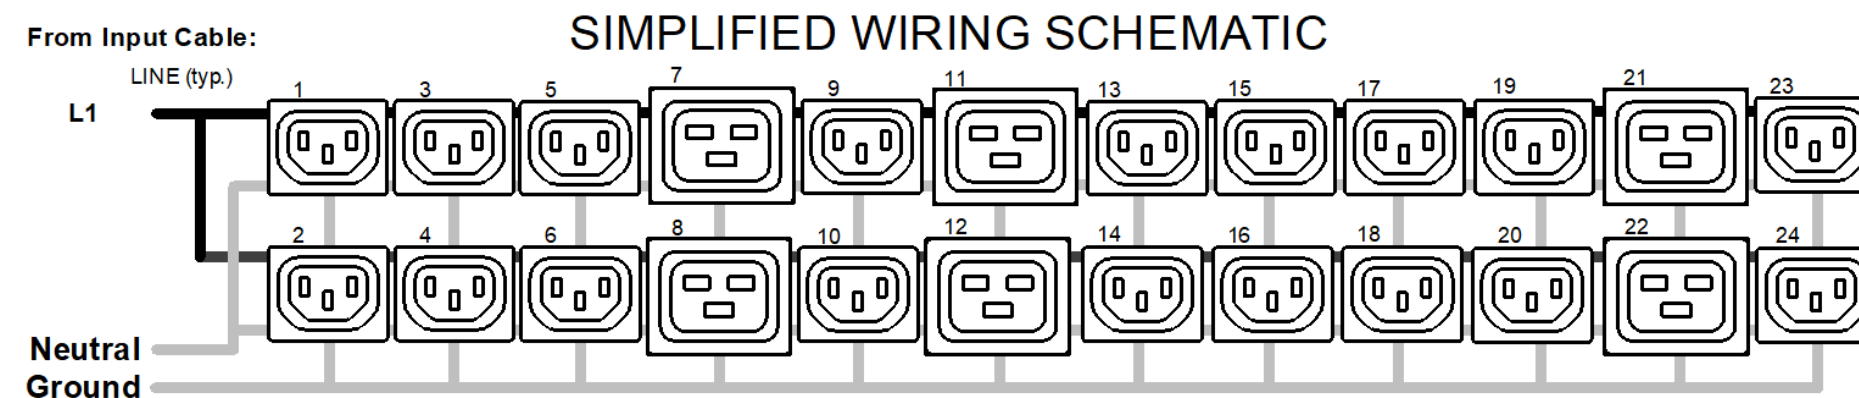 SIMPLIFIED WIRING SCHEMATIC
From Input Cable:
LINE (typ.)
L1
1 3 5 7 9 11 13 15 17 19 21 23
2 4 6 8 10 12 14 16 18 20 22 24
Neutral
Ground